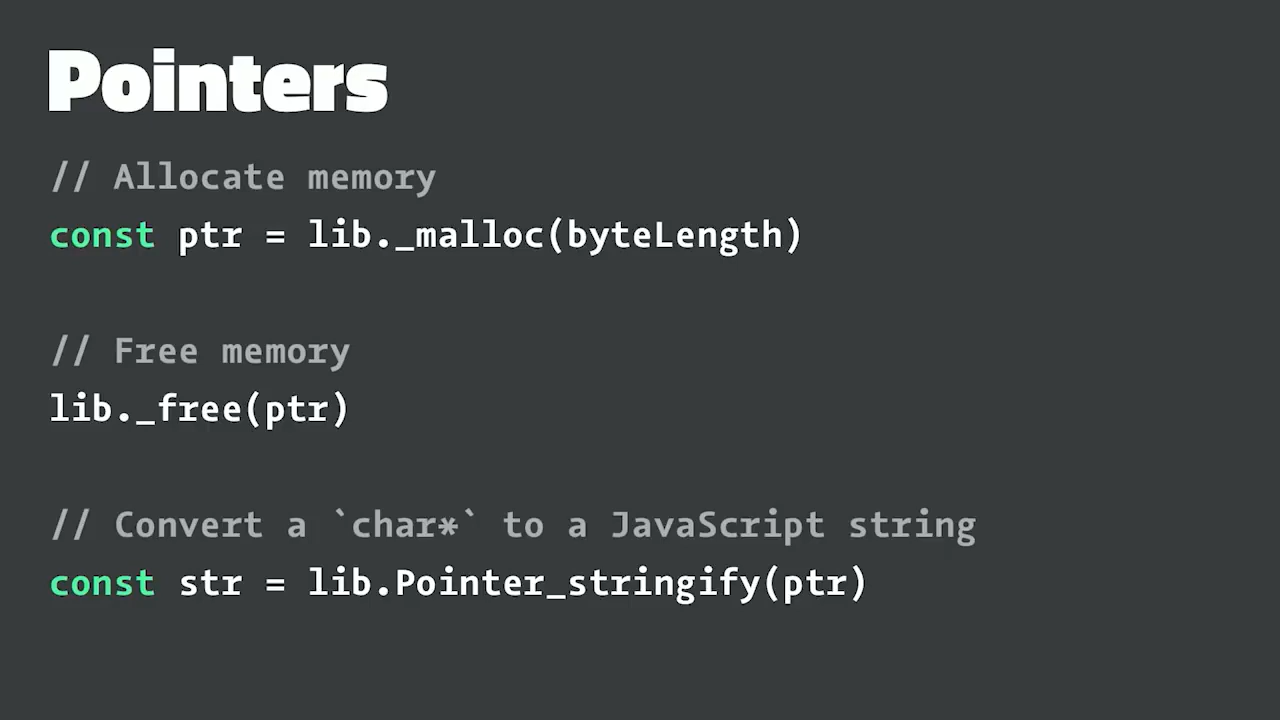 Pointers
// Allocate memory
const ptr = lib._malloc(byteLength)
// Free memory
lib._free(ptr)
// Convert a `char*` to a JavaScript string
const str = lib.Pointer_stringify(ptr)